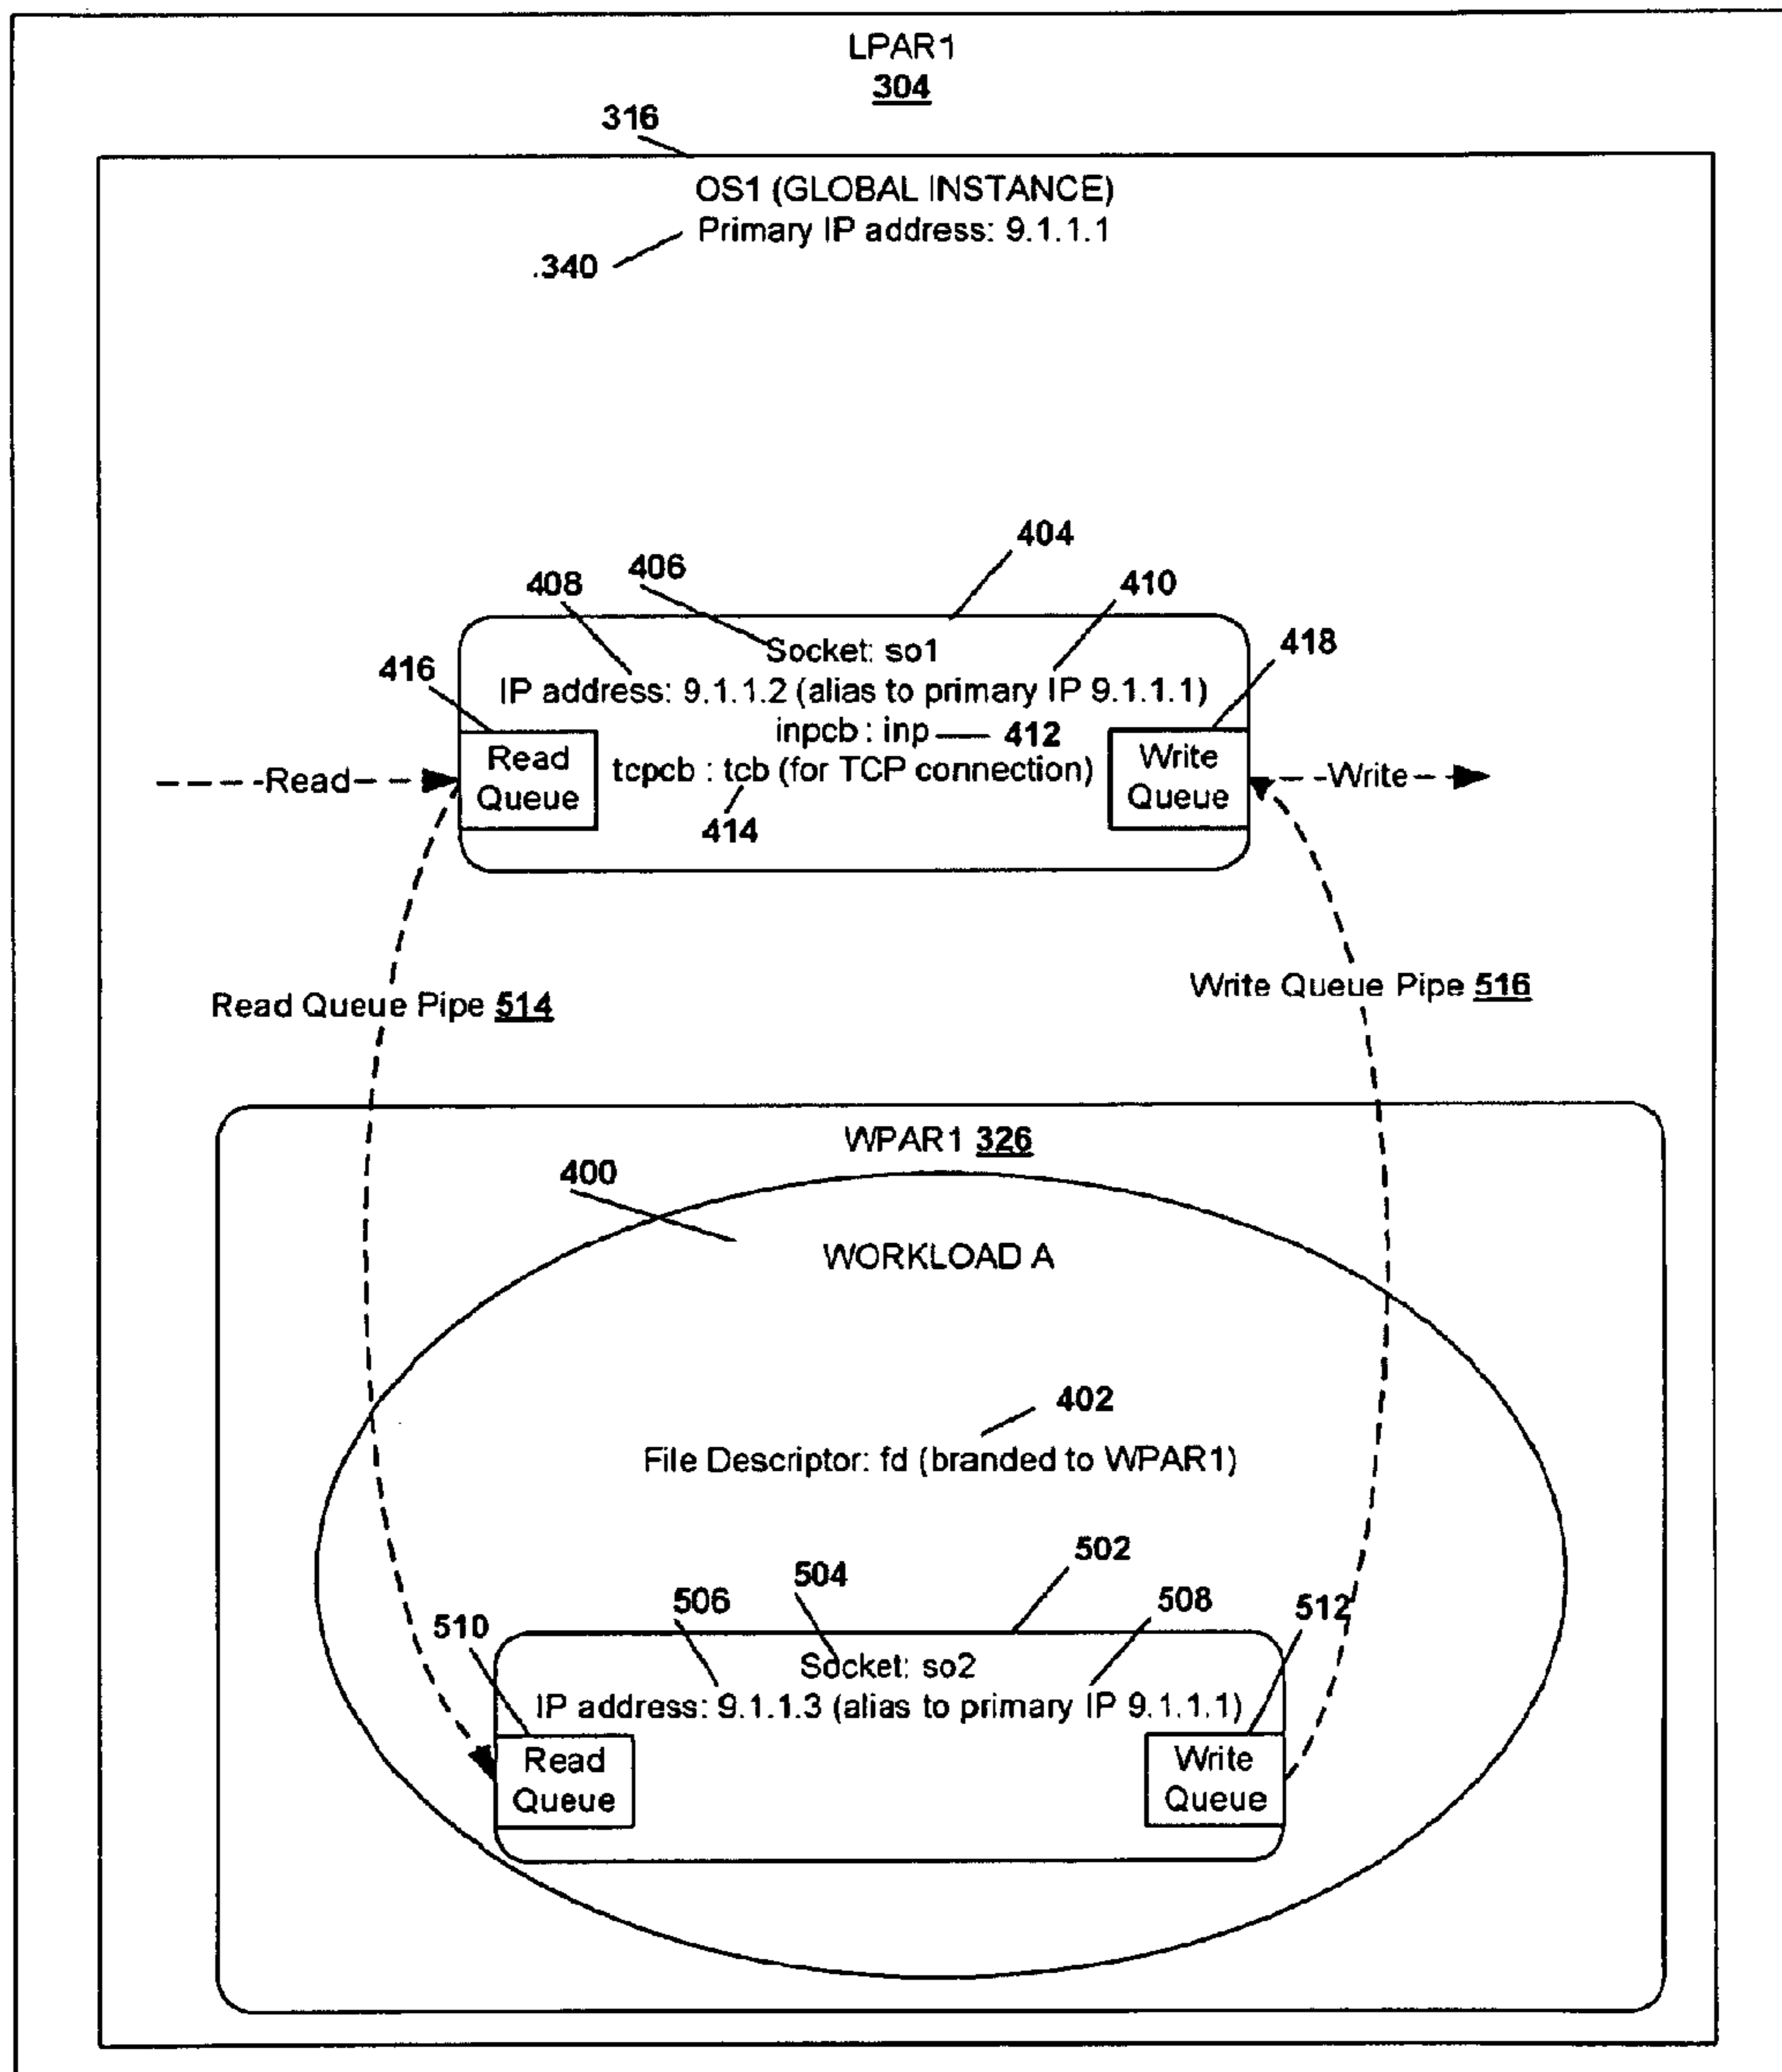 LPAR1
304
316
OS1 (GLOBAL INSTANCE)
Primary IP address: 9.1.1.1
.340
404
406
408
410
Socket: so1
418
416
IP address: 9.1.1.2 (alias to primary IP 9.1.1.1)
inpcb : inp
412
Read Queue
tcpcb : tcb (for TCP connection)
Write Queue
Read
Write
414
Read Queue Pipe 514
Write Queue Pipe 516
WPAR1 326
400
WORKLOAD A
402
File Descriptor: fd (branded to WPAR1)
502
504
506
508
512
510
Socket: so2
IP address: 9.1.1.3 (alias to primary IP 9.1.1.1)
Read Queue
Write Queue